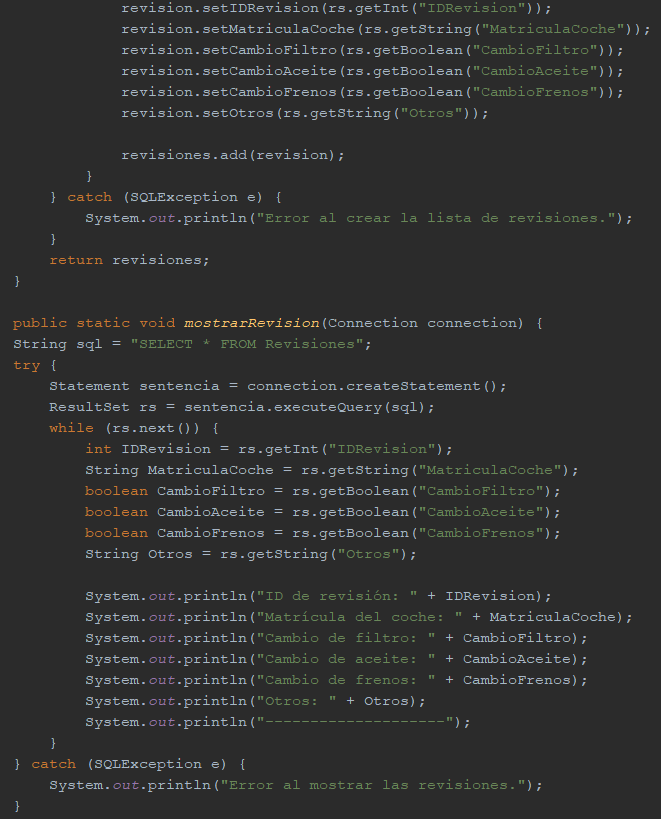 revision.setIDRevision(rs.getInt("IDRevision"));
revision.setMatriculaCoche(rs.getString("MatriculaCoche"));
revision.setCambioFiltro(rs.getBoolean("CambioFiltro"));
revision.setCambioAceite(rs.getBoolean("CambioAceite"));
revision.setCambioFrenos(rs.getBoolean("CambioFrenos"));
revision.setOtros(rs.getString("Otros"));

revisiones.add(revision);
}
} catch (SQLException e) {
System.out.println("Error al crear la lista de revisiones.");
}
return revisiones;
}

public static void mostrarRevision(Connection connection) {
String sql = "SELECT * FROM Revisiones";
try {
Statement sentencia = connection.createStatement();
ResultSet rs = sentencia.executeQuery(sql);
while (rs.next()) {
int IDRevision = rs.getInt("IDRevision");
String MatriculaCoche = rs.getString("MatriculaCoche");
boolean CambioFiltro = rs.getBoolean("CambioFiltro");
boolean CambioAceite = rs.getBoolean("CambioAceite");
boolean CambioFrenos = rs.getBoolean("CambioFrenos");
String Otros = rs.getString("Otros");

System.out.println("ID de revisión: " + IDRevision);
System.out.println("Matrícula del coche: " + MatriculaCoche);
System.out.println("Cambio de filtro: " + CambioFiltro);
System.out.println("Cambio de aceite: " + CambioAceite);
System.out.println("Cambio de frenos: " + CambioFrenos);
System.out.println("Otros: " + Otros);
System.out.println("--------------------");
}
} catch (SQLException e) {
System.out.println("Error al mostrar las revisiones.");
}